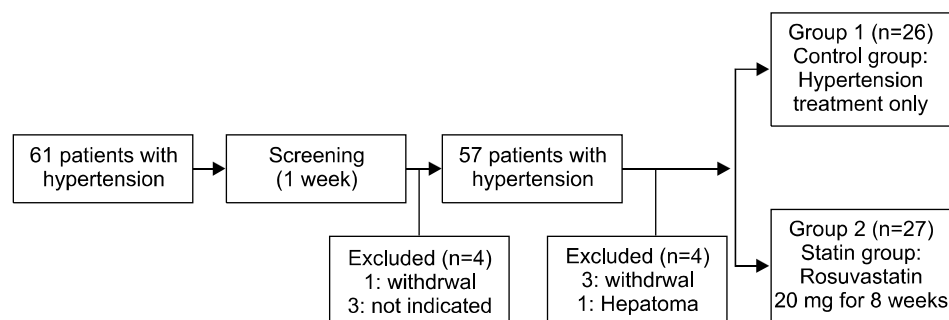 61 patients with
hypertension
Screening
(1 week)
Excluded (n=4)
1: withdrwal
3: not indicated
57 patients with
hypertension
Excluded (n=4)
3: withdrwal
1: Hepatoma
Group 1 (n=26)
Control group:
Hypertension
treatment only
Group 2 (n=27)
Statin group:
Rosuvastatin
20 mg for 8 weeks